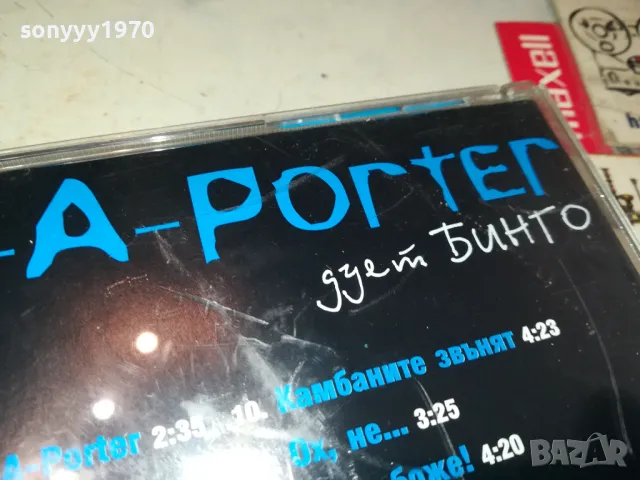 sonyyy1970
maxell
-A-Porter
дует БИНГО
A-Porter 2:35
10. Камбаните звънят 4:23
Ох, не... 3:25
боже! 4:20
BAZAR